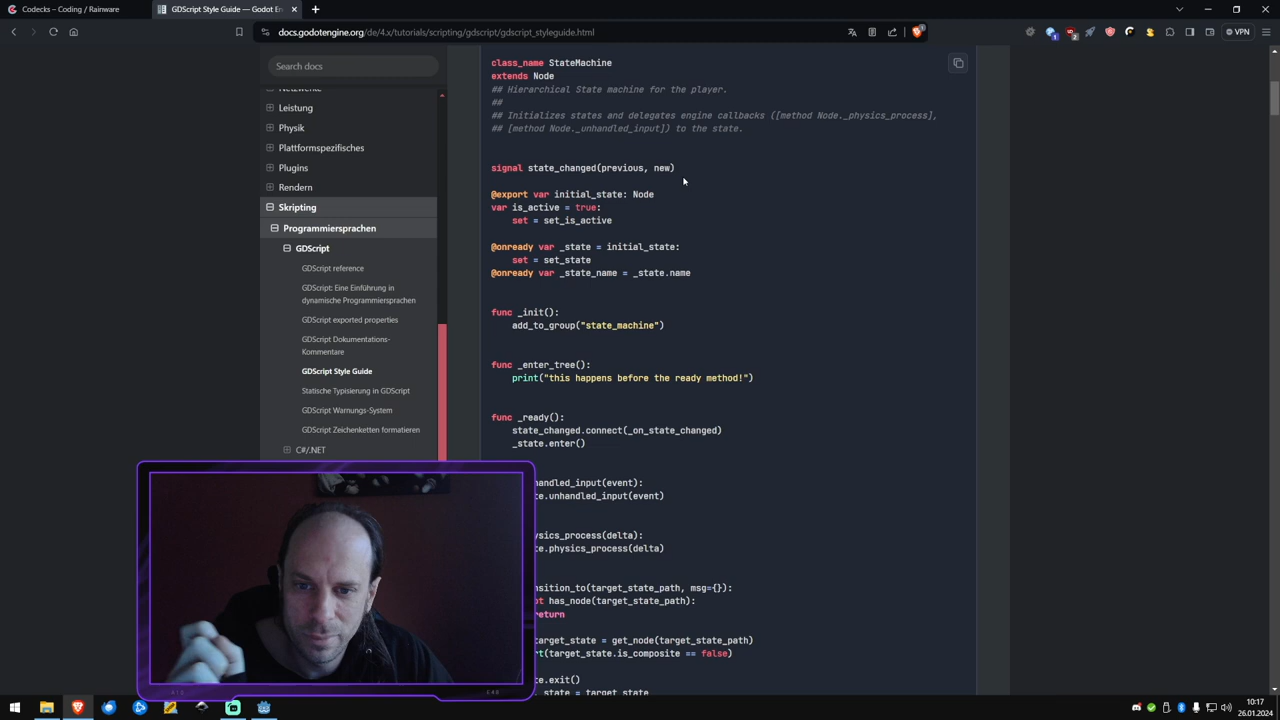 Codecks – Coding / Rainware
GDScript Style Guide — Godot En
docs.godotengine.org/de/4.x/tutorials/scripting/gdscript/gdscript_styleguide.html
VPN
Search docs
Netzwerke
Leistung
Physik
Plattformspezifisches
Plugins
Rendern
Skripting
Programmiersprachen
GDScript
GDScript reference
GDScript: Eine Einführung in
dynamische Programmiersprachen
GDScript exported properties
GDScript Dokumentations-
Kommentare
GDScript Style Guide
Statische Typisierung in GDScript
GDScript Warnungs-System
GDScript Zeichenketten formatieren
C#/.NET
class_name StateMachine
extends Node
## Hierarchical State machine for the player.
##
## Initializes states and delegates engine callbacks ([method Node._physics_process],
## [method Node._unhandled_input]) to the state.
signal state_changed(previous, new)
@export var initial_state: Node
var is_active = true:
set = set_is_active
@onready var _state = initial_state:
set = set_state
@onready var _state_name = _state.name
func _init():
add_to_group("state_machine")
func _enter_tree():
print("this happens before the ready method!")
func _ready():
state_changed.connect(_on_state_changed)
_state.enter()
handled_input(event):
te.unhandled_input(event)
ysics_process(delta):
te.physics_process(delta)
nsition_to(target_state_path, msg={}):
ot has_node(target_state_path):
return
target_state = get_node(target_state_path)
rt(target_state.is_composite == false)
te.exit()
te = target_state
10:17
26.01.2024